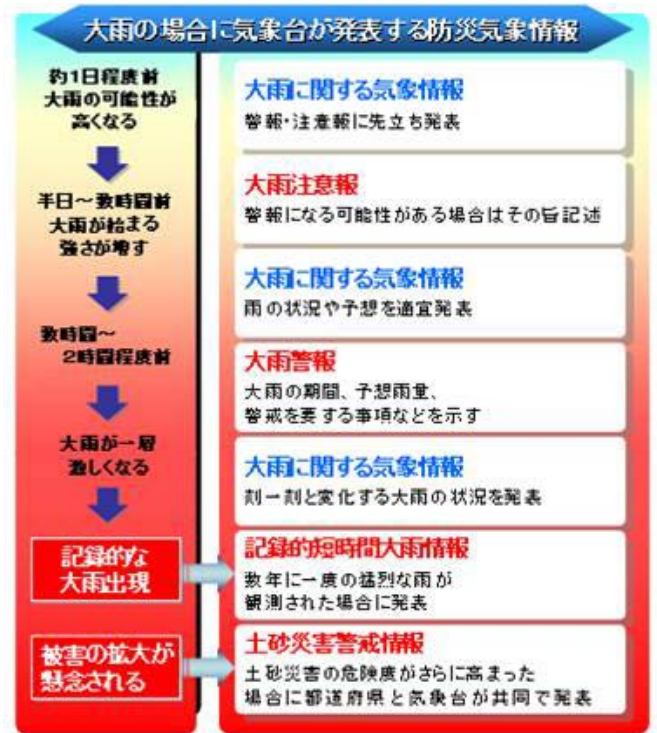 大雨の場合に気象台が発表する防災気象情報
約1日程度前
大雨の可能性が
高くなる
半日～数時間前
大雨が始まる
強さが増す
数時間～
2時間程度前
大雨が一層
激しくなる
記録的な
大雨出現
被害の拡大が
懸念される
大雨に関する気象情報
警報・注意報に先立ち発表
大雨注意報
警報になる可能性がある場合はその旨記述
大雨に関する気象情報
雨の状況や予想を適宜発表
大雨警報
大雨の期間、予想雨量、
警戒を要する事項などを示す
大雨に関する気象情報
刻一刻と変化する大雨の状況を発表
記録的短時間大雨情報
数年に一度の猛烈な雨が
観測された場合に発表
土砂災害警戒情報
土砂災害の危険度がさらに高まった
場合に都道府県と気象台が共同で発表